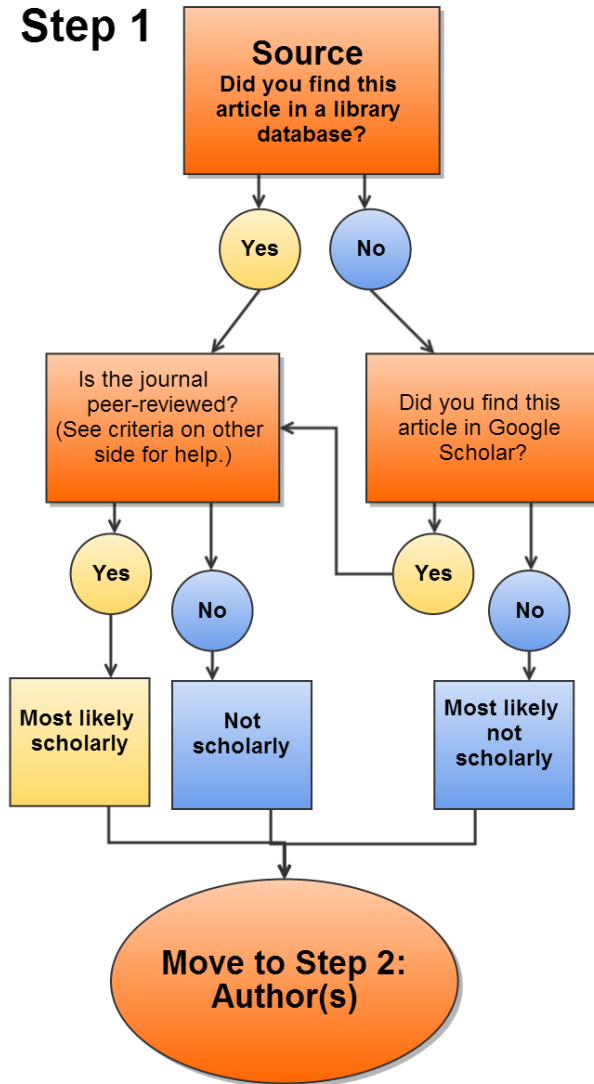 Step 1
Source
Did you find this
article in a library
database?
Yes
No
Is the journal
peer-reviewed?
(See criteria on other
side for help.)
Did you find this
article in Google
Scholar?
Yes
No
Yes
No
Most likely
scholarly
Not
scholarly
Most likely
not
scholarly
Move to Step 2:
Author(s)